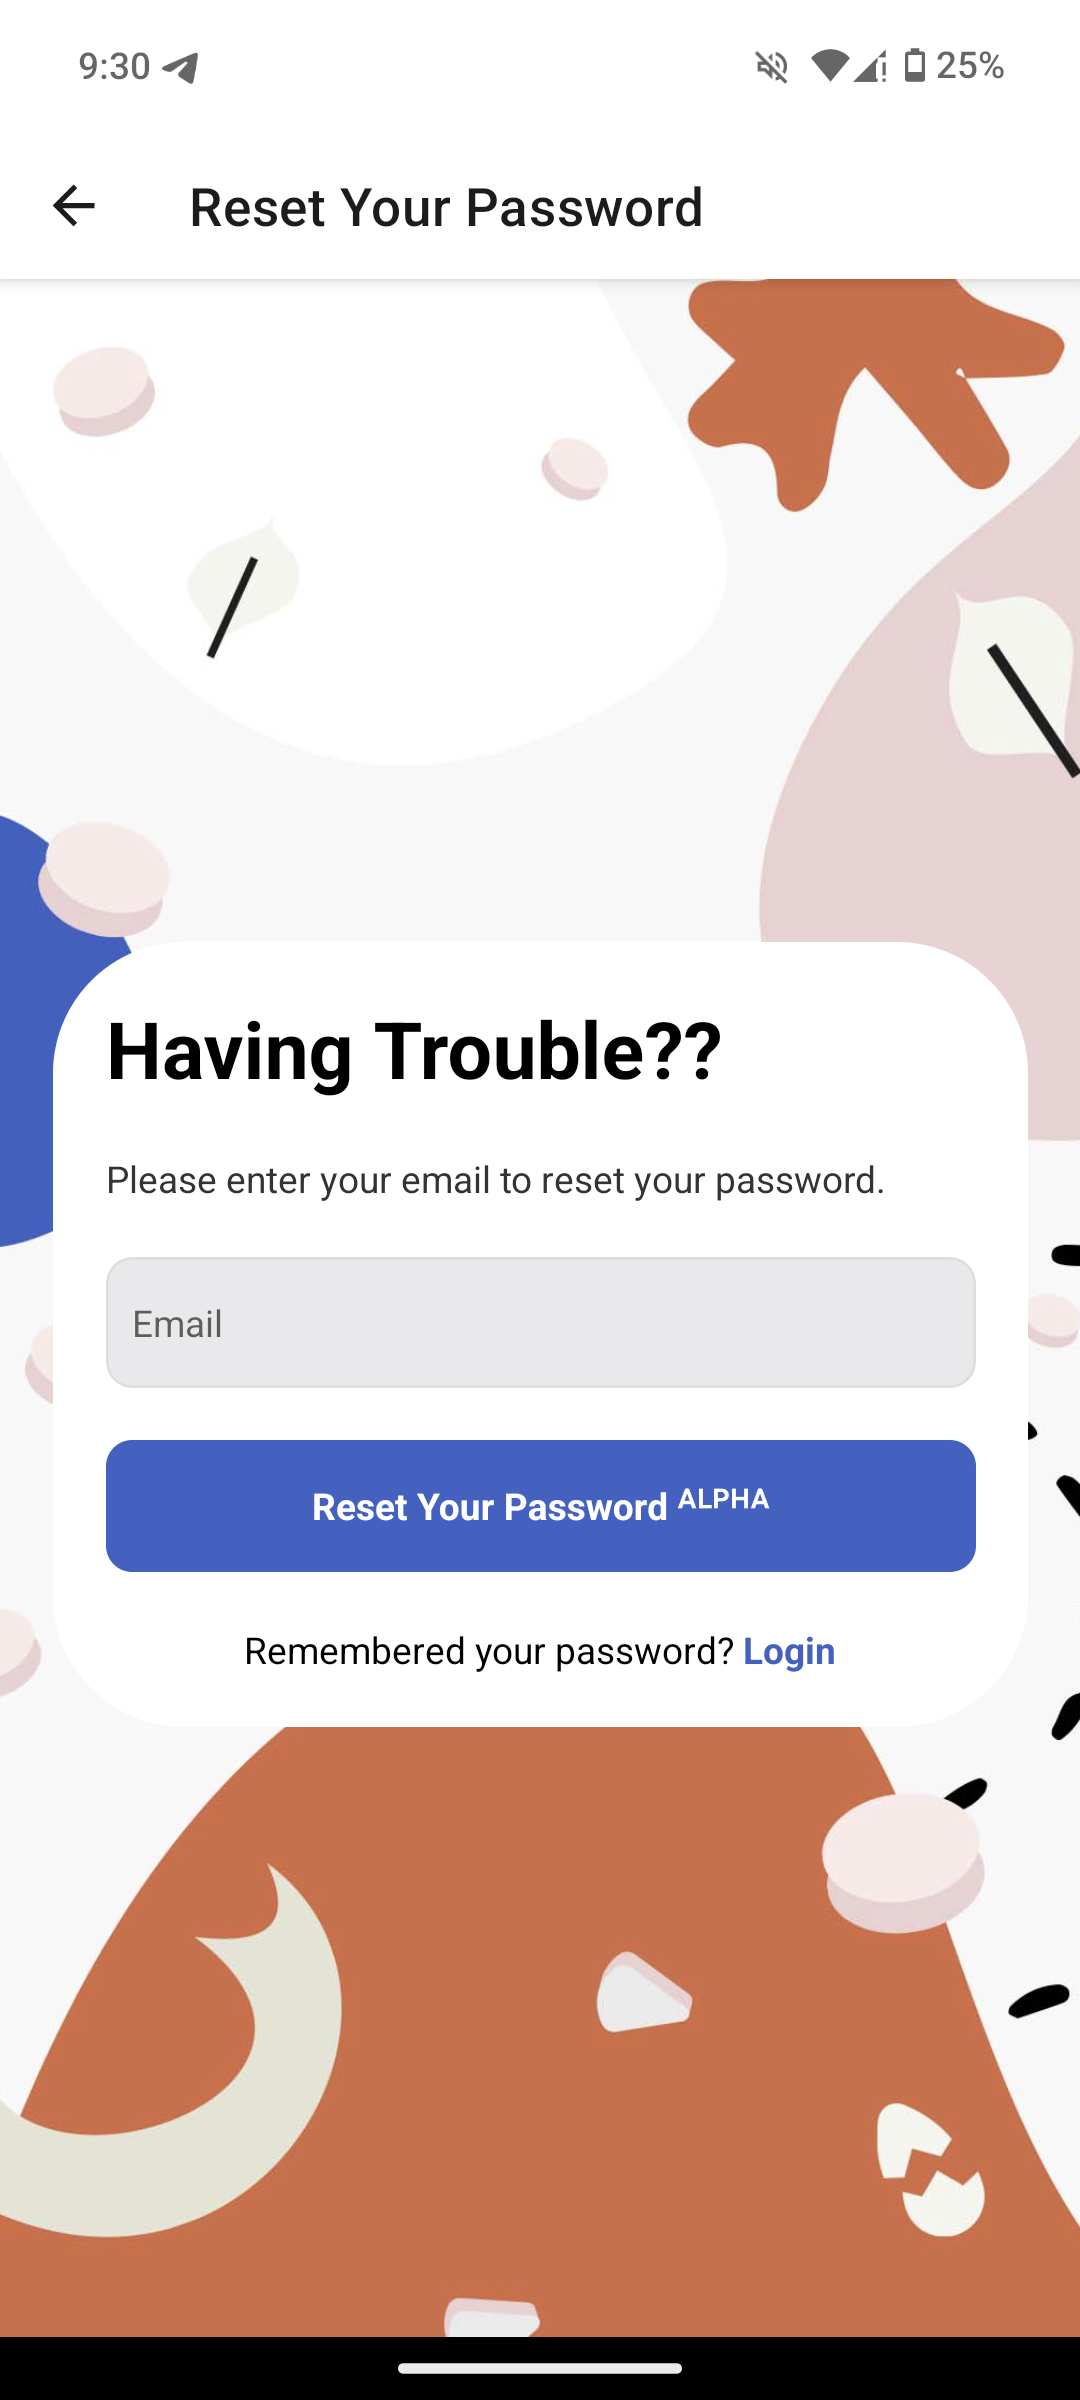 9:30
25%
Reset Your Password
Having Trouble??
Please enter your email to reset your password.
Email
Reset Your Password ALPHA
Remembered your password? Login